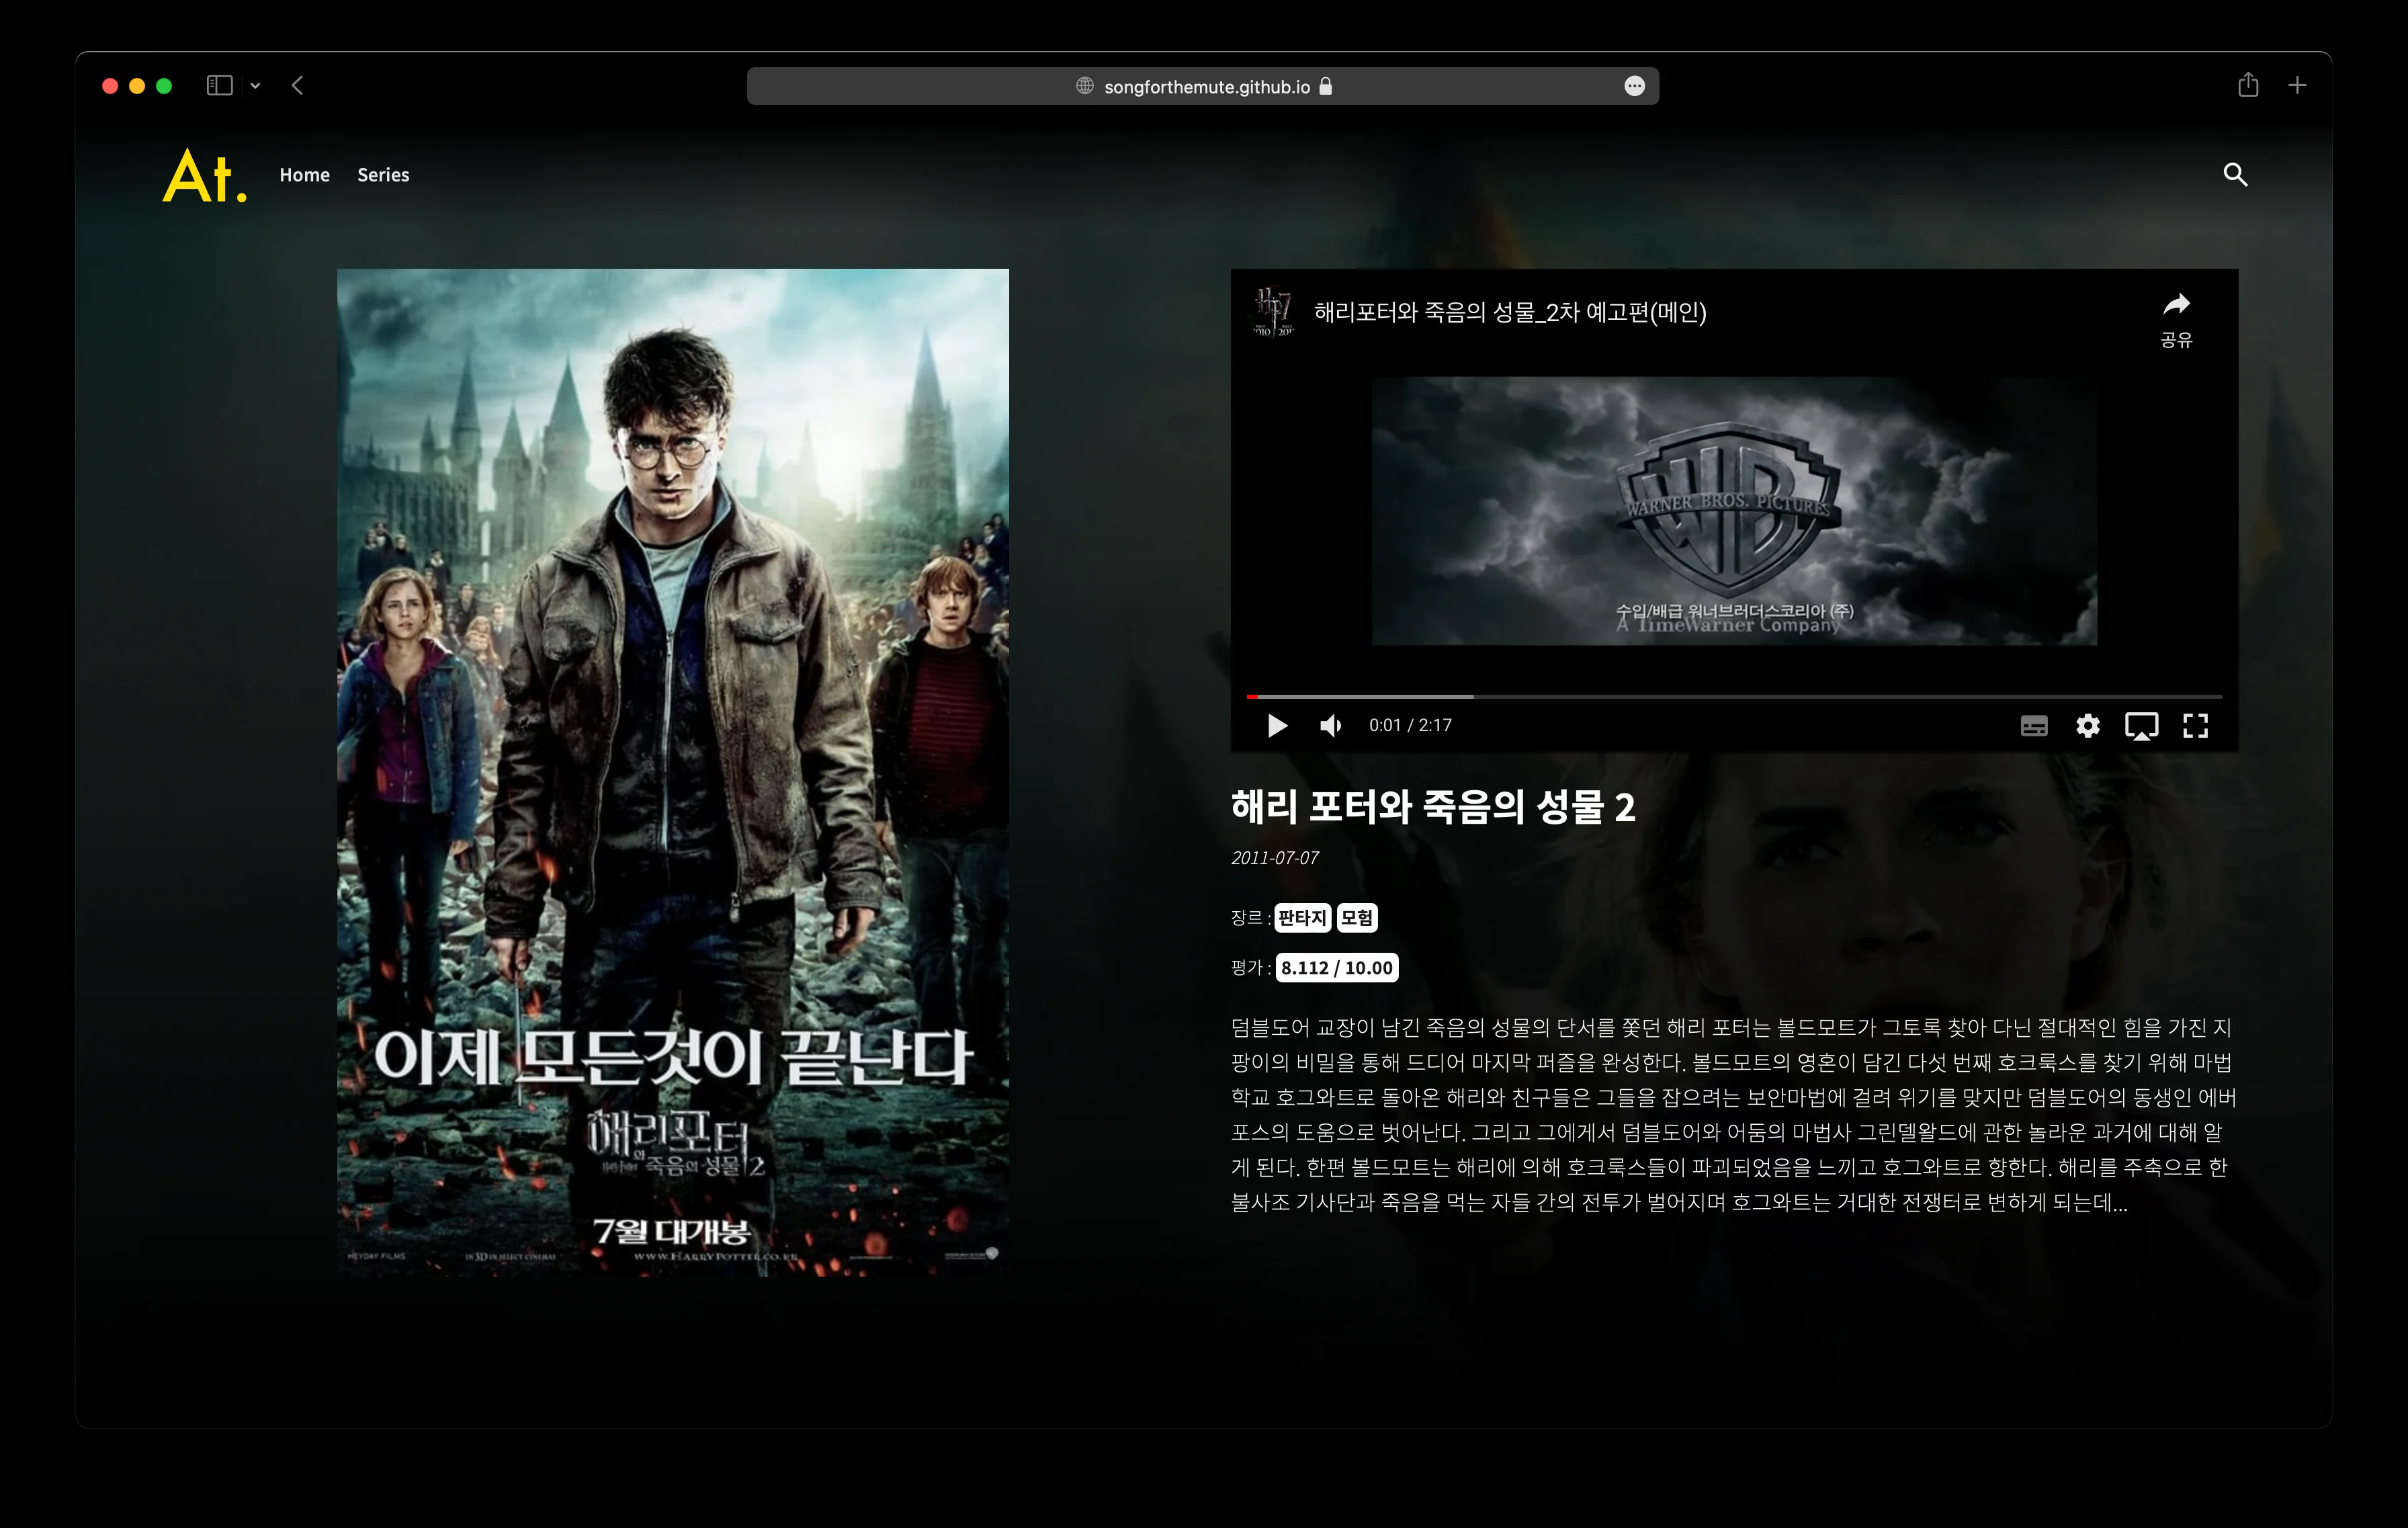 songforthemute.github.io
At.
Home
Series
이제 모든것이 끝난다
해리포터
와
Harry Potter 죽음의 성물 2
7월 대개봉
HEYDAY FILMS
IN 3D IN SELECT CINEMAS
WWW.HARRYPOTTER.CO.KR
해리포터와 죽음의 성물_2차 예고편(메인)
공유
WB
WARNER BROS. PICTURES
수입/배급 워너브러더스코리아 (주)
A TimeWarner Company
0:01 / 2:17
해리 포터와 죽음의 성물 2
2011-07-07
장르 : 판타지 모험
평가 : 8.112 / 10.00
덤블도어 교장이 남긴 죽음의 성물의 단서를 쫓던 해리 포터는 볼드모트가 그토록 찾아 다닌 절대적인 힘을 가진 지
팡이의 비밀을 통해 드디어 마지막 퍼즐을 완성한다. 볼드모트의 영혼이 담긴 다섯 번째 호크룩스를 찾기 위해 마법
학교 호그와트로 돌아온 해리와 친구들은 그들을 잡으려는 보안마법에 걸려 위기를 맞지만 덤블도어의 동생인 에버
포스의 도움으로 벗어난다. 그리고 그에게서 덤블도어와 어둠의 마법사 그린델왈드에 관한 놀라운 과거에 대해 알
게 된다. 한편 볼드모트는 해리에 의해 호크룩스들이 파괴되었음을 느끼고 호그와트로 향한다. 해리를 주축으로 한
불사조 기사단과 죽음을 먹는 자들 간의 전투가 벌어지며 호그와트는 거대한 전쟁터로 변하게 되는데...